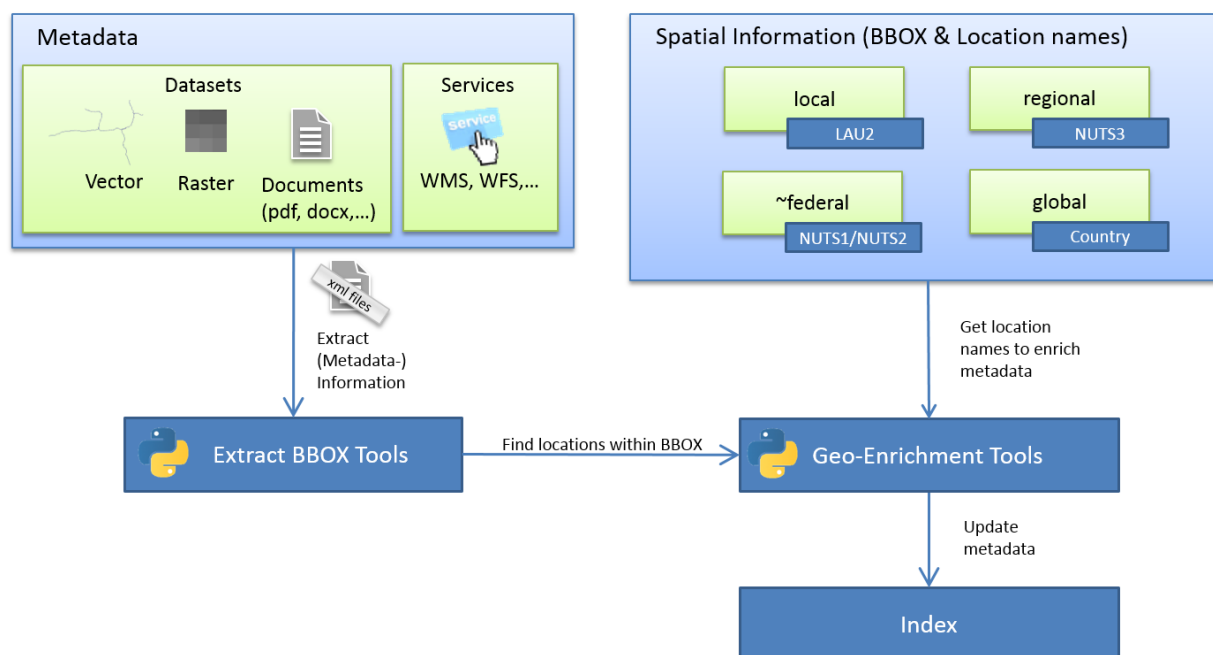 Metadata
Datasets
Vector
Raster
Documents
(pdf, docx,...)
Services
service
WMS, WFS,...
Spatial Information (BBOX & Location names)
local
LAU2
regional
NUTS3
~federal
NUTS1/NUTS2
global
Country
xml files
Extract
(Metadata-)
Information
Get location
names to enrich
metadata
Extract BBOX Tools
Find locations within BBOX
Geo-Enrichment Tools
Update
metadata
Index